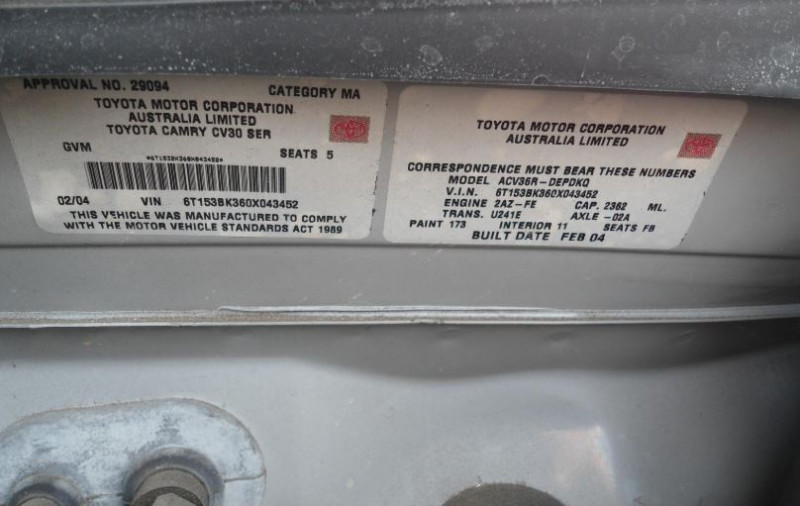 APPROVAL NO. 29094 CATEGORY MA
TOYOTA MOTOR CORPORATION
AUSTRALIA LIMITED
TOYOTA CAMRY CV30 SER
GVM SEATS 5
*6T153BK360X043452*
02/04 VIN 6T153BK360X043452
THIS VEHICLE WAS MANUFACTURED TO COMPLY
WITH THE MOTOR VEHICLE STANDARDS ACT 1989
TOYOTA MOTOR CORPORATION
AUSTRALIA LIMITED
CORRESPONDENCE MUST BEAR THESE NUMBERS
MODEL ACV36R-DEPDKQ
V.I.N. 6T153BK360X043452
ENGINE 2AZ-FE CAP. 2362 ML.
TRANS. U241E AXLE -02A
PAINT 173 INTERIOR 11 SEATS FB
BUILT DATE FEB 04